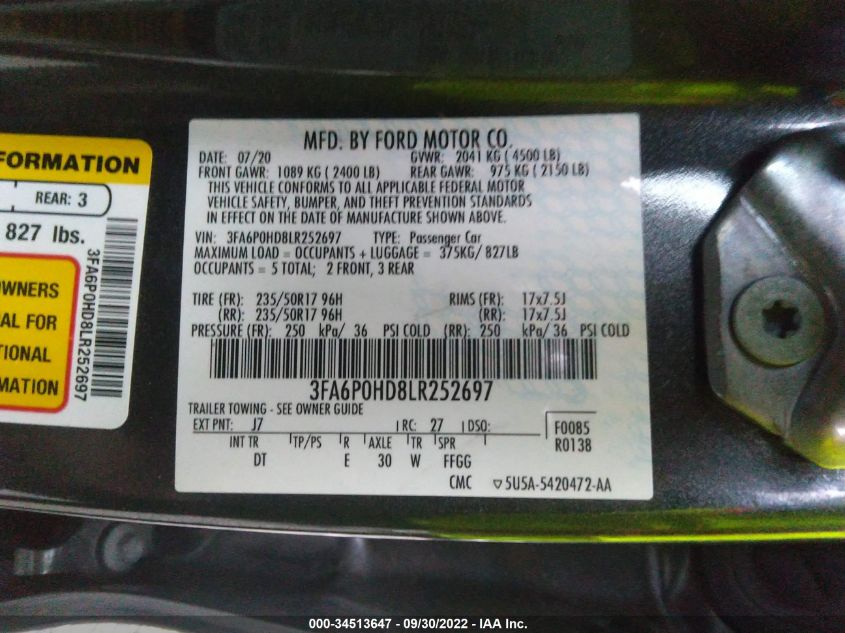 FORMATION
REAR: 3
827 lbs.
WNERS
AL FOR
TIONAL
RMATION
3FA6P0HD8LR252697
MFD. BY FORD MOTOR CO.
DATE: 07/20 GVWR: 2041 KG ( 4500 LB)
FRONT GAWR: 1089 KG ( 2400 LB) REAR GAWR: 975 KG ( 2150 LB)
THIS VEHICLE CONFORMS TO ALL APPLICABLE FEDERAL MOTOR
VEHICLE SAFETY, BUMPER, AND THEFT PREVENTION STANDARDS
IN EFFECT ON THE DATE OF MANUFACTURE SHOWN ABOVE.
VIN: 3FA6P0HD8LR252697 TYPE: Passenger Car
MAXIMUM LOAD = OCCUPANTS + LUGGAGE = 375KG/ 827LB
OCCUPANTS = 5 TOTAL; 2 FRONT, 3 REAR
TIRE (FR): 235/50R17 96H RIMS (FR): 17x7.5J
(RR): 235/50R17 96H (RR): 17x7.5J
PRESSURE (FR): 250 kPa/ 36 PSI COLD (RR): 250 kPa/ 36 PSI COLD
3FA6P0HD8LR252697
TRAILER TOWING - SEE OWNER GUIDE
EXT PNT: J7 RC: 27 DSO: F0085
INT TR TP/PS R AXLE TR SPR R0138
DT E 30 W FFGG
CMC ▽5U5A-5420472-AA
000-34513647 - 09/30/2022 - IAA Inc.